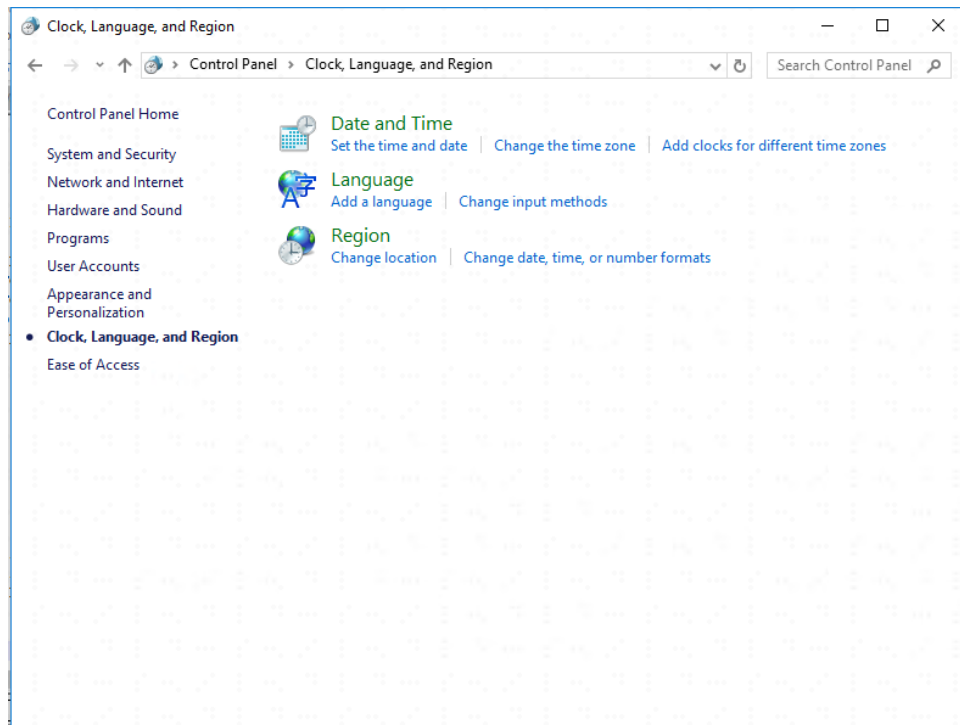 Clock, Language, and Region
Control Panel > Clock, Language, and Region
Search Control Panel
Control Panel Home
System and Security
Network and Internet
Hardware and Sound
Programs
User Accounts
Appearance and
Personalization
Clock, Language, and Region
Ease of Access
Date and Time
Set the time and date | Change the time zone | Add clocks for different time zones
Language
Add a language | Change input methods
Region
Change location | Change date, time, or number formats